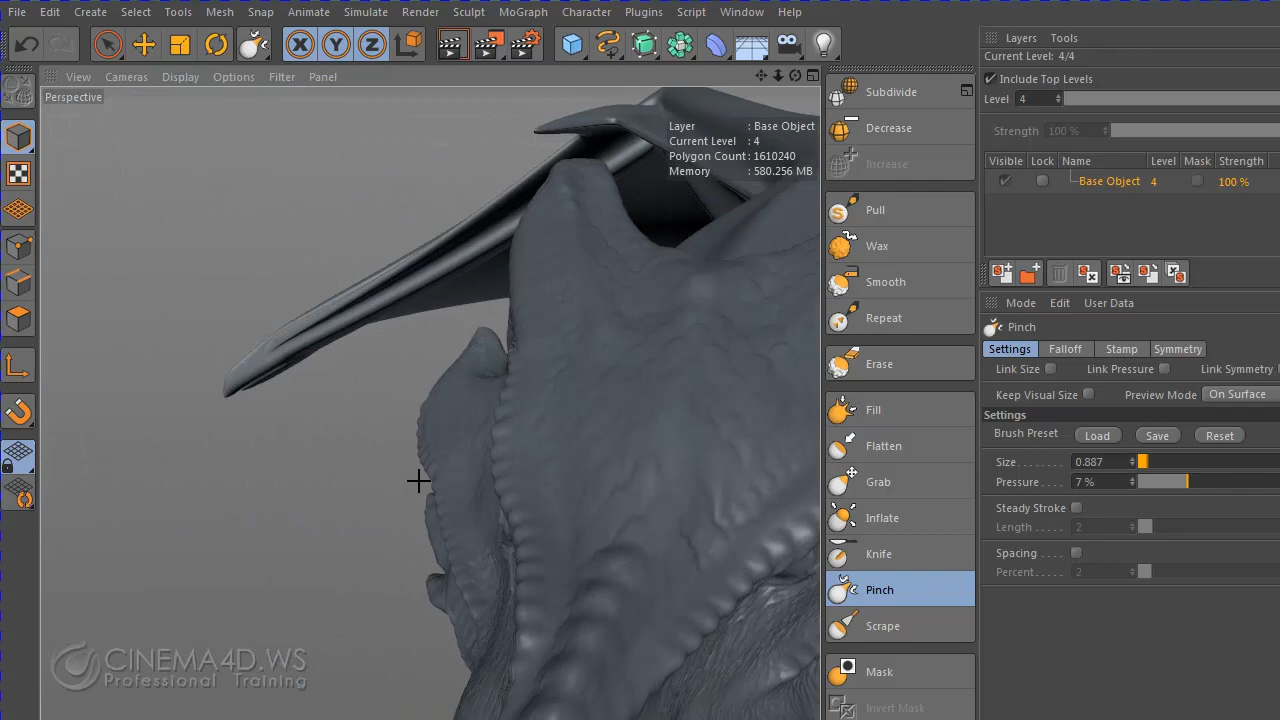 File Edit Create Select Tools Mesh Snap Animate Simulate Render Sculpt MoGraph Character Plugins Script Window Help
View Cameras Display Options Filter Panel
Perspective
Layer : Base Object
Current Level : 4
Polygon Count : 1610240
Memory : 580.256 MB
CINEMA4D.WS
Professional Training
Subdivide
Decrease
Increase
Pull
Wax
Smooth
Repeat
Erase
Fill
Flatten
Grab
Inflate
Knife
Pinch
Scrape
Mask
Invert Mask
Layers Tools
Current Level: 4/4
Include Top Levels
Level 4
Strength 100 %
Visible Lock Name Level Mask Strength
Base Object 4 100 %
Mode Edit User Data
Pinch
Settings Falloff Stamp Symmetry
Link Size Link Pressure Link Symmetry
Keep Visual Size Preview Mode On Surface
Settings
Brush Preset Load Save Reset
Size 0.887
Pressure 7 %
Steady Stroke
Length 2
Spacing
Percent 2